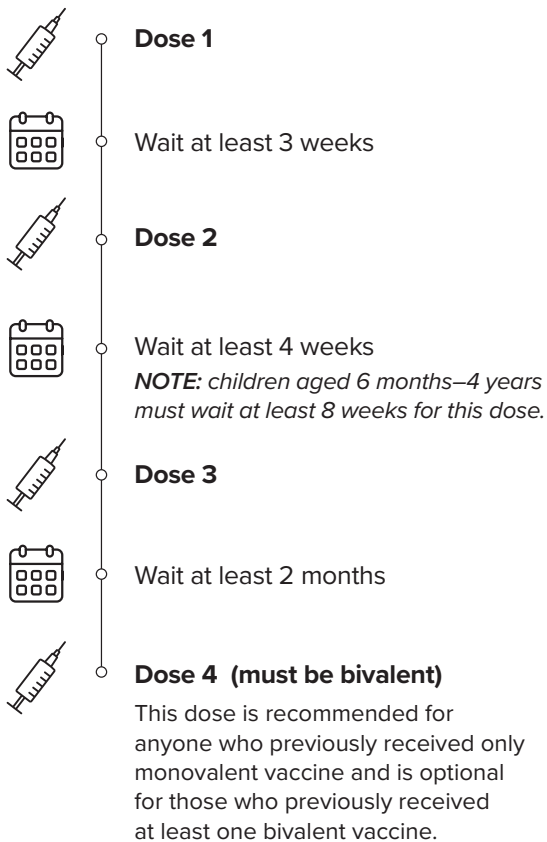 Dose 1
Wait at least 3 weeks
Dose 2
Wait at least 4 weeks
NOTE: children aged 6 months–4 years
must wait at least 8 weeks for this dose.
Dose 3
Wait at least 2 months
Dose 4 (must be bivalent)
This dose is recommended for
anyone who previously received only
monovalent vaccine and is optional
for those who previously received
at least one bivalent vaccine.